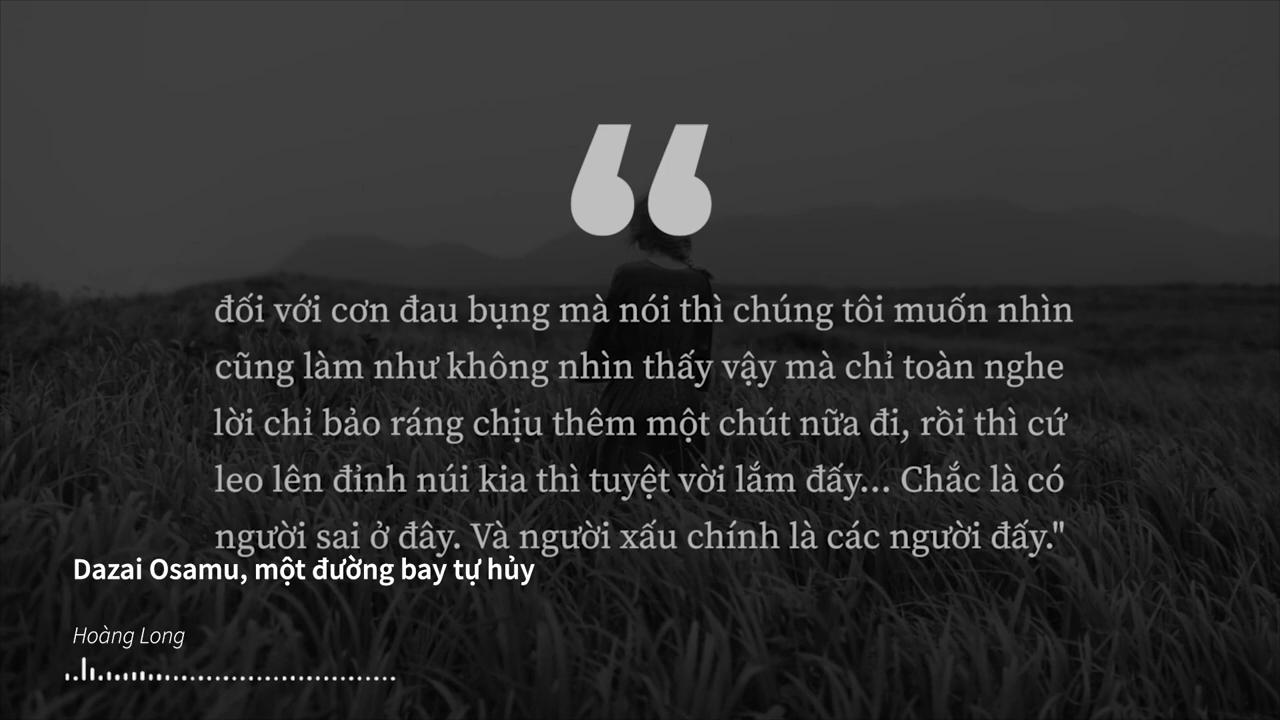 “
đối với cơn đau bụng mà nói thì chúng tôi muốn nhìn
cũng làm như không nhìn thấy vậy mà chỉ toàn nghe
lời chỉ bảo ráng chịu thêm một chút nữa đi, rồi thì cứ
leo lên đỉnh núi kia thì tuyệt vời lắm đấy... Chắc là có
người sai ở đây. Và người xấu chính là các người đấy."
Dazai Osamu, một đường bay tự hủy
Hoàng Long